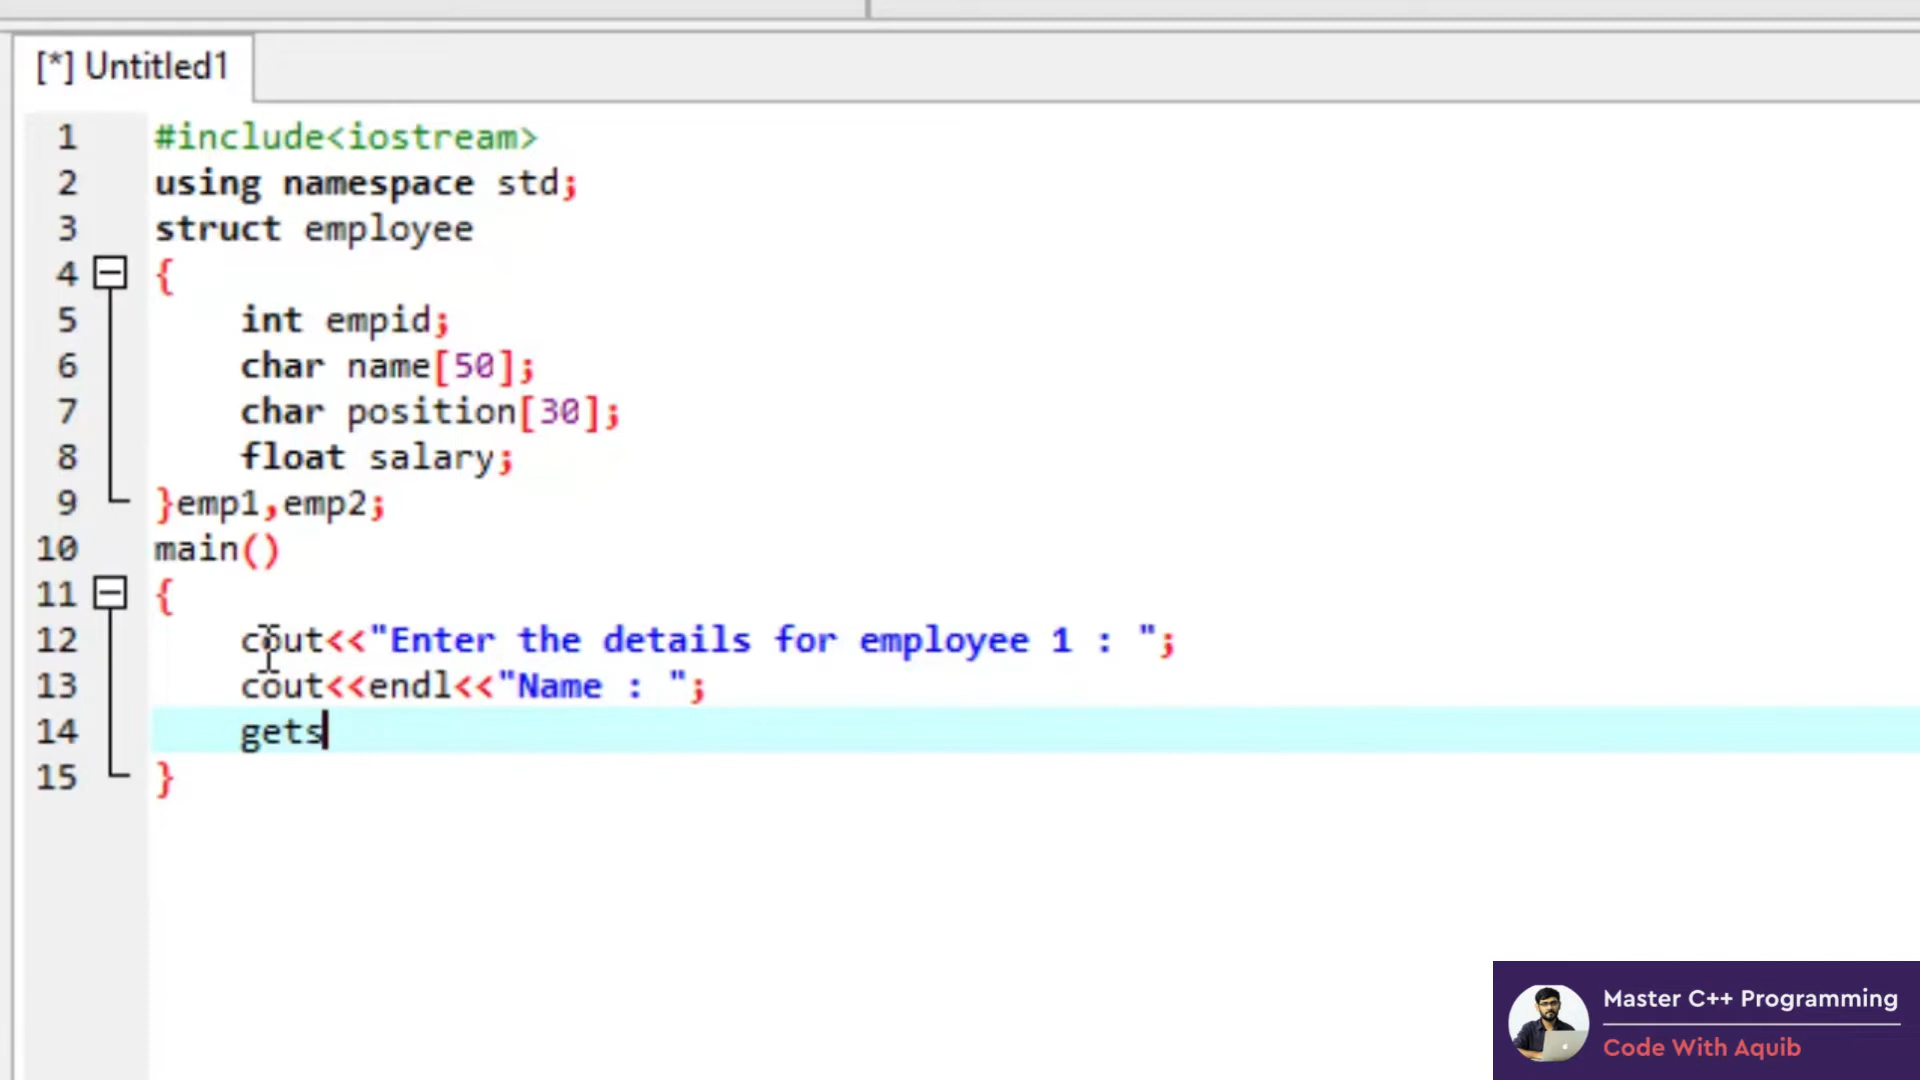 [*] Untitled1
1 #include<iostream>
2 using namespace std;
3 struct employee
4 {
5 int empid;
6 char name[50];
7 char position[30];
8 float salary;
9 }emp1,emp2;
10 main()
11 {
12 cout<<"Enter the details for employee 1 : ";
13 cout<<endl<<"Name : ";
14 gets
15 }
Master C++ Programming
Code With Aquib